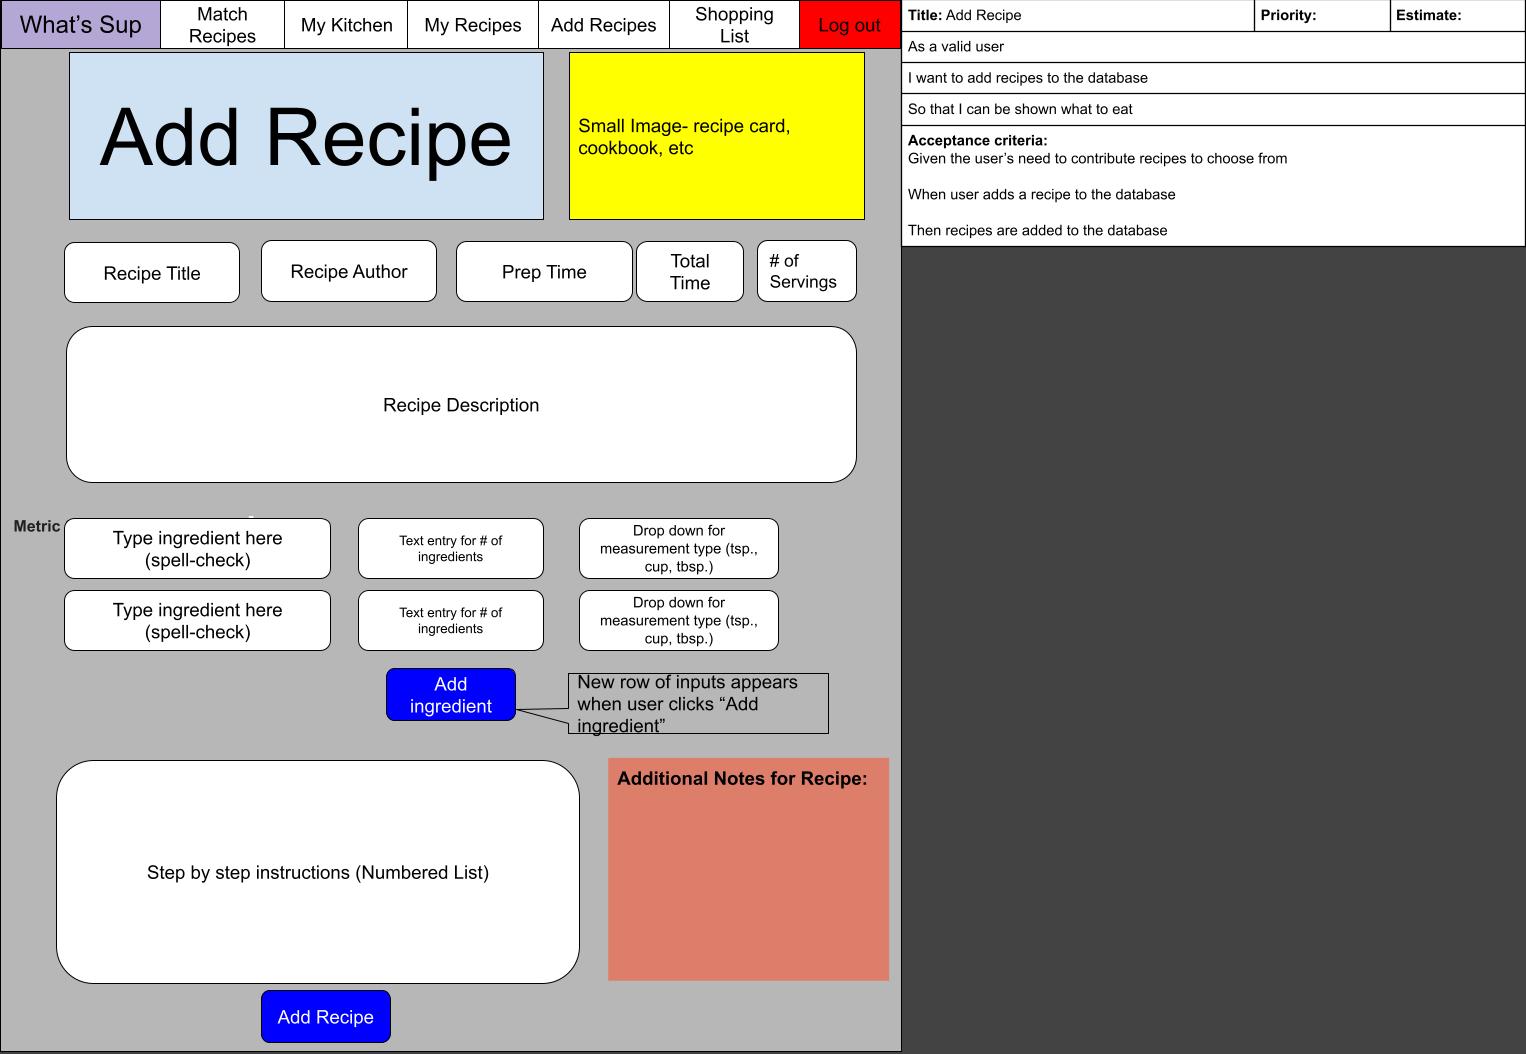 What's Sup
Match
Recipes
My Kitchen
My Recipes
Add Recipes
Shopping
List
Log out
Add Recipe
Small Image- recipe card,
cookbook, etc
Recipe Title
Recipe Author
Prep Time
Total
Time
# of
Servings
Recipe Description
Metric
Type ingredient here
(spell-check)
Text entry for # of
ingredients
Drop down for
measurement type (tsp.,
cup, tbsp.)
Type ingredient here
(spell-check)
Text entry for # of
ingredients
Drop down for
measurement type (tsp.,
cup, tbsp.)
Add
ingredient
New row of inputs appears
when user clicks “Add
ingredient”
Step by step instructions (Numbered List)
Additional Notes for Recipe:
Add Recipe
Title: Add Recipe
Priority:
Estimate:
As a valid user
I want to add recipes to the database
So that I can be shown what to eat
Acceptance criteria:
Given the user’s need to contribute recipes to choose from
When user adds a recipe to the database
Then recipes are added to the database